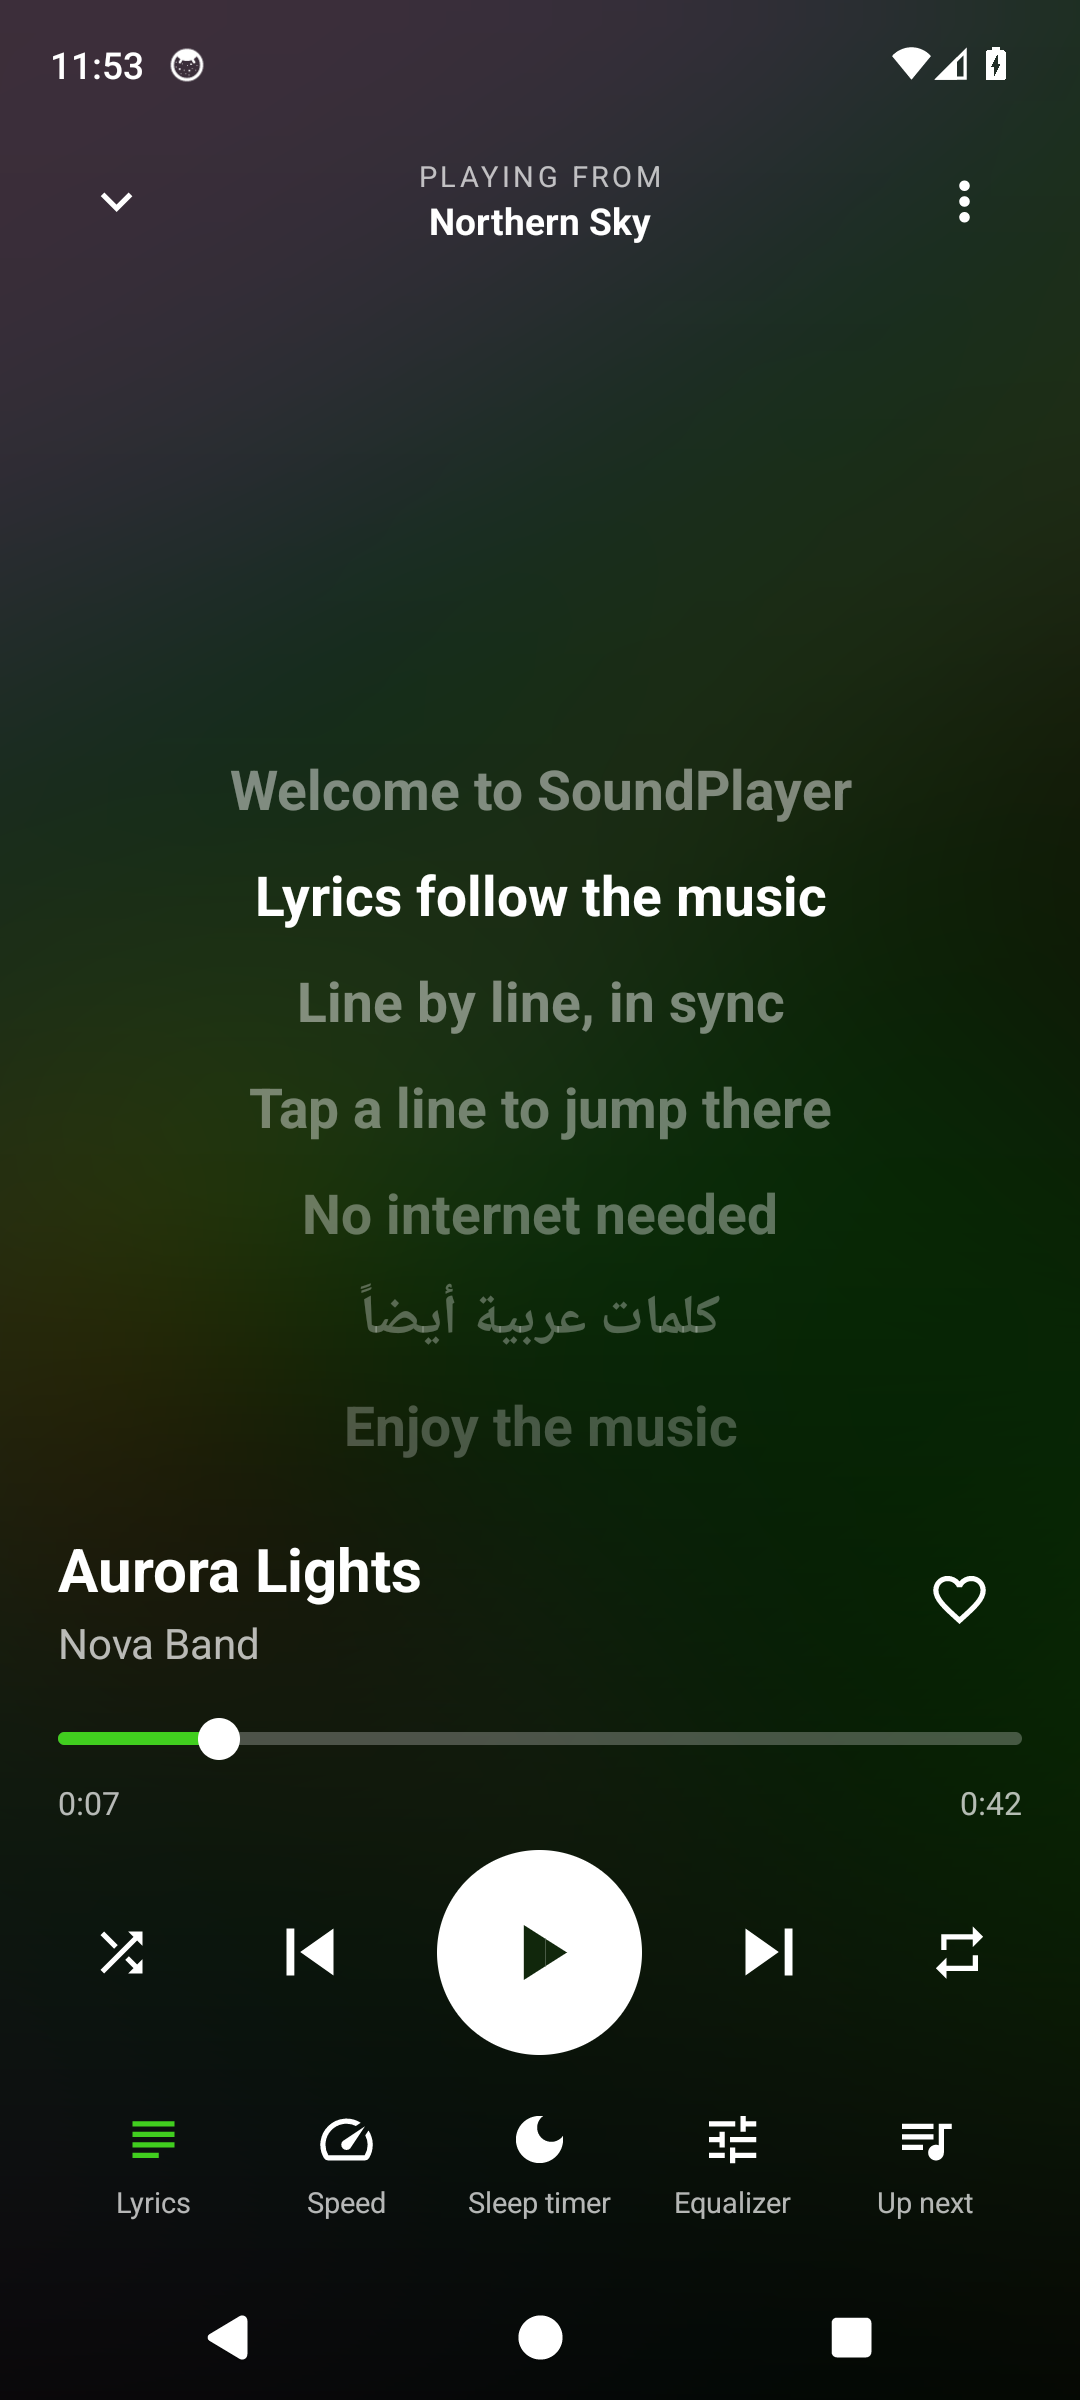 11:53
PLAYING FROM
Northern Sky
Welcome to SoundPlayer
Lyrics follow the music
Line by line, in sync
Tap a line to jump there
No internet needed
كلمات عربية أيضاً
Enjoy the music
Aurora Lights
Nova Band
0:07 0:42
Lyrics Speed Sleep timer Equalizer Up next